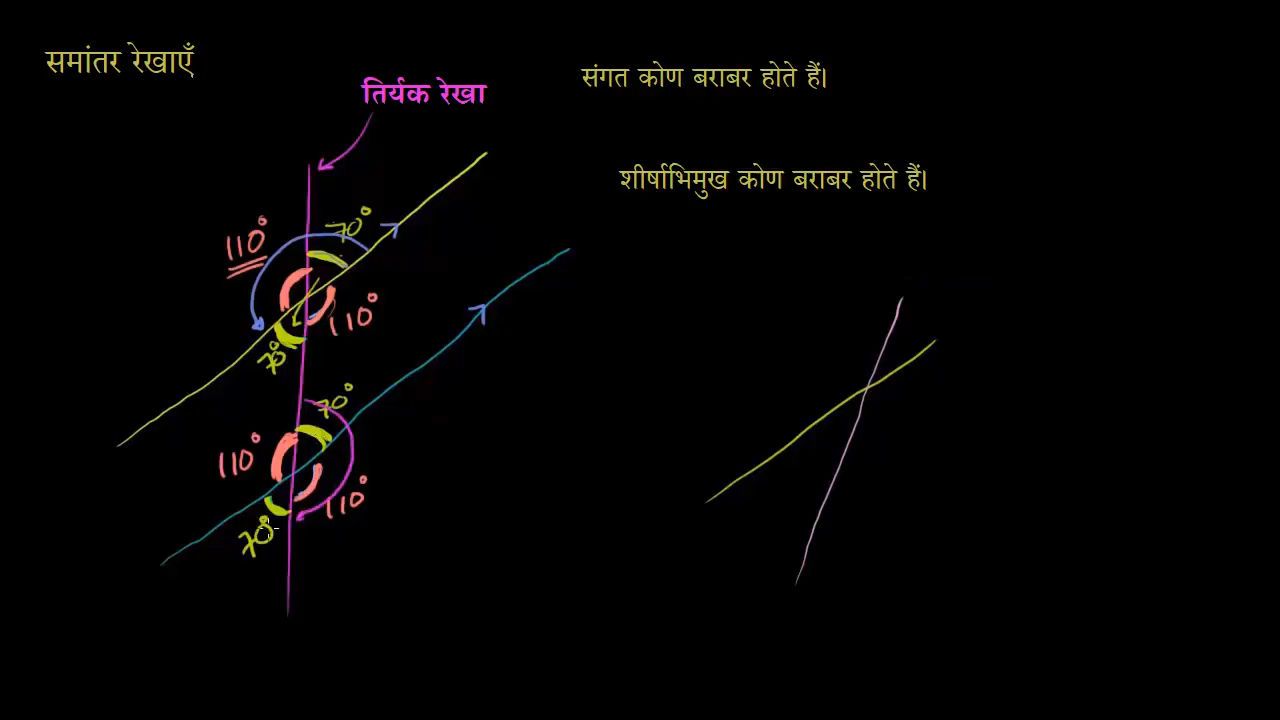 समांतर रेखाएँ
तिर्यक रेखा
संगत कोण बराबर होते हैं।
शीर्षाभिमुख कोण बराबर होते हैं।
110°
70°
110°
70°
70°
110°
110°
70°